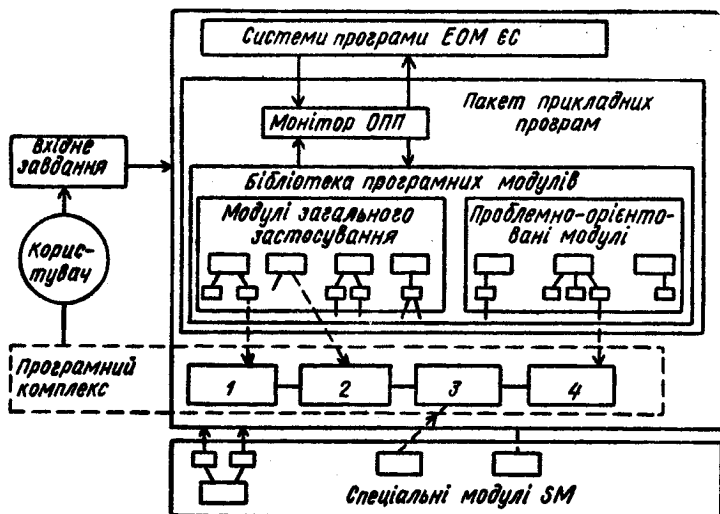 Системи програми ЕОМ ЄС
Пакет прикладних
програм
Монітор ОПП
Вхідне
завдання
Бібліотека програмних модулів
Модулі загального
застосування
Проблемно-орієнто-
вані модулі
Корис-
тувач
Програмний
комплекс
1
2
3
4
Спеціальні модулі SM